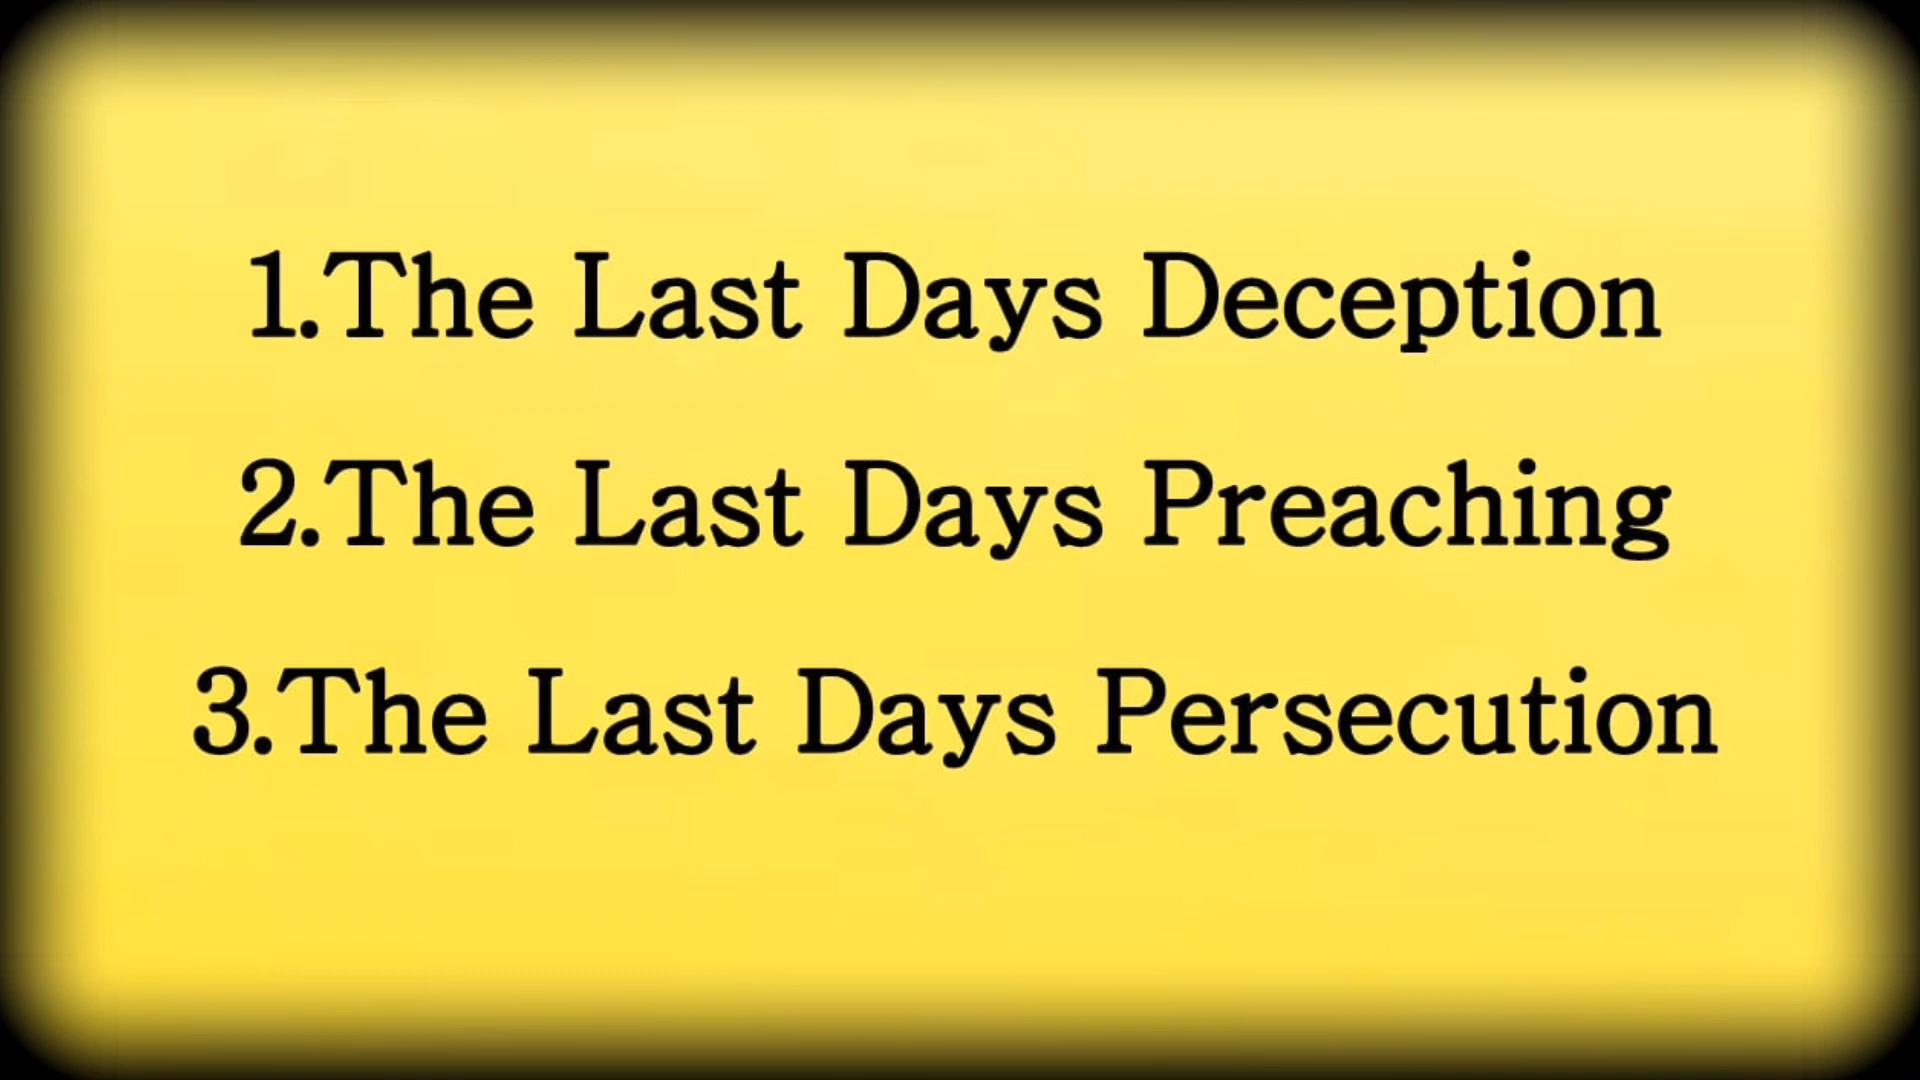 1.The Last Days Deception
2.The Last Days Preaching
3.The Last Days Persecution